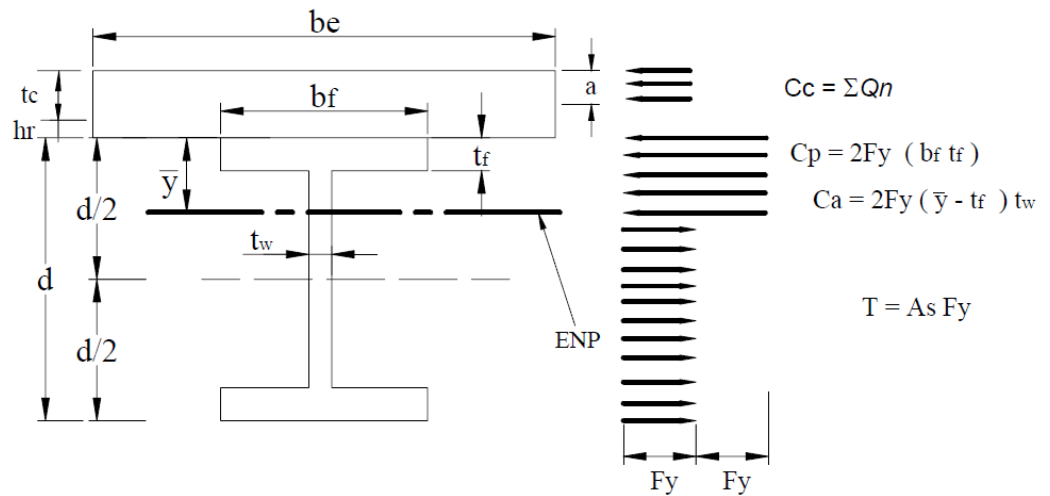 be
tc
hr
bf
a
Cc = ΣQn
tf
y̅
Cp = 2Fy ( bf tf )
Ca = 2Fy ( y̅ - tf ) tw
d/2
tw
d
ENP
T = As Fy
d/2
Fy Fy